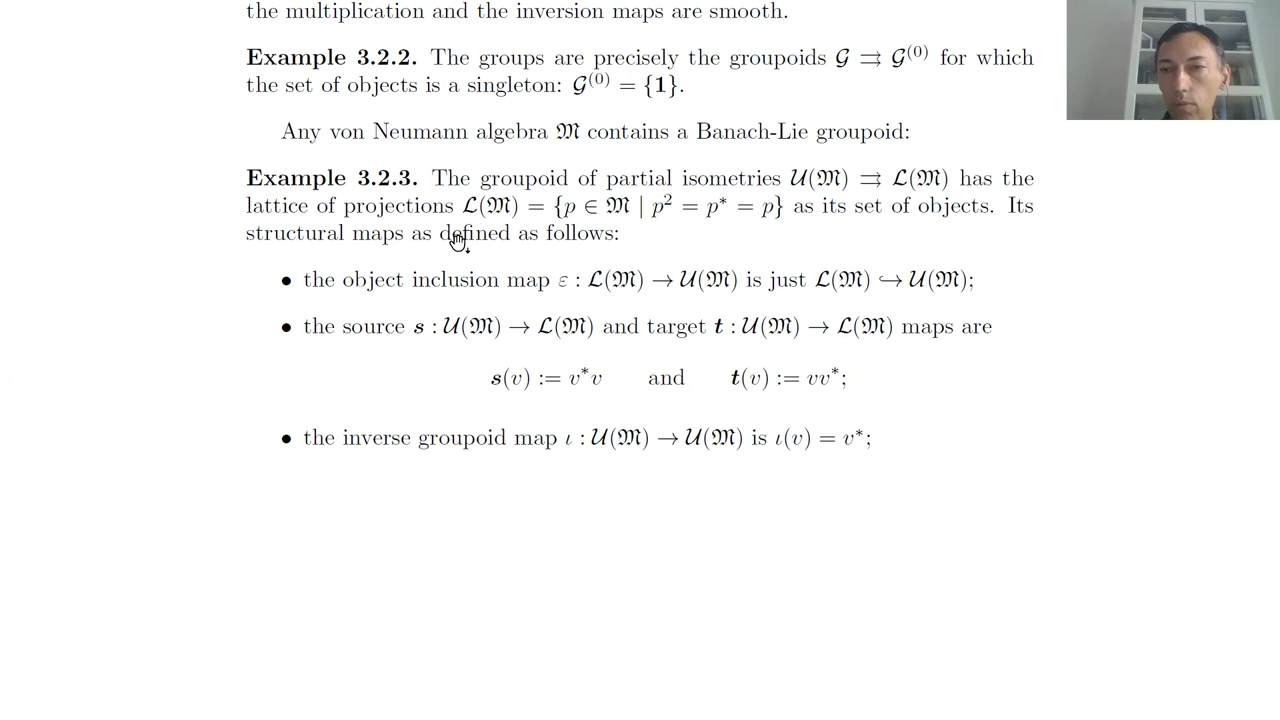 the multiplication and the inversion maps are smooth.
Example 3.2.2. The groups are precisely the groupoids 𝒢 ⇉ 𝒢⁽⁰⁾ for which
the set of objects is a singleton: 𝒢⁽⁰⁾ = {𝟏}.
Any von Neumann algebra 𝔐 contains a Banach-Lie groupoid:
Example 3.2.3. The groupoid of partial isometries 𝒰(𝔐) ⇉ ℒ(𝔐) has the
lattice of projections ℒ(𝔐) = {p ∈ 𝔐 | p² = p* = p} as its set of objects. Its
structural maps as defined as follows:
• the object inclusion map ε : ℒ(𝔐) → 𝒰(𝔐) is just ℒ(𝔐) ↪ 𝒰(𝔐);
• the source 𝒔 : 𝒰(𝔐) → ℒ(𝔐) and target 𝒕 : 𝒰(𝔐) → ℒ(𝔐) maps are
𝒔(v) := v*v and 𝒕(v) := vv*;
• the inverse groupoid map ι : 𝒰(𝔐) → 𝒰(𝔐) is ι(v) = v*;